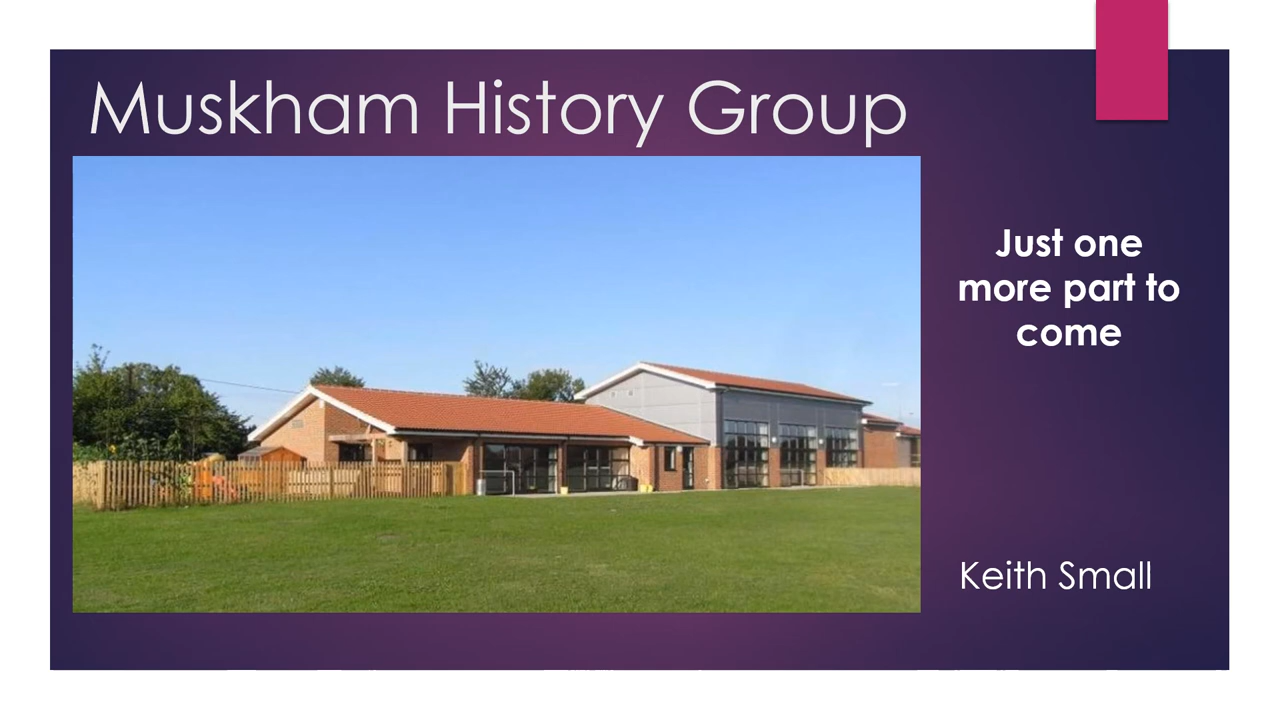 Muskham History Group
Just one
more part to
come
Keith Small